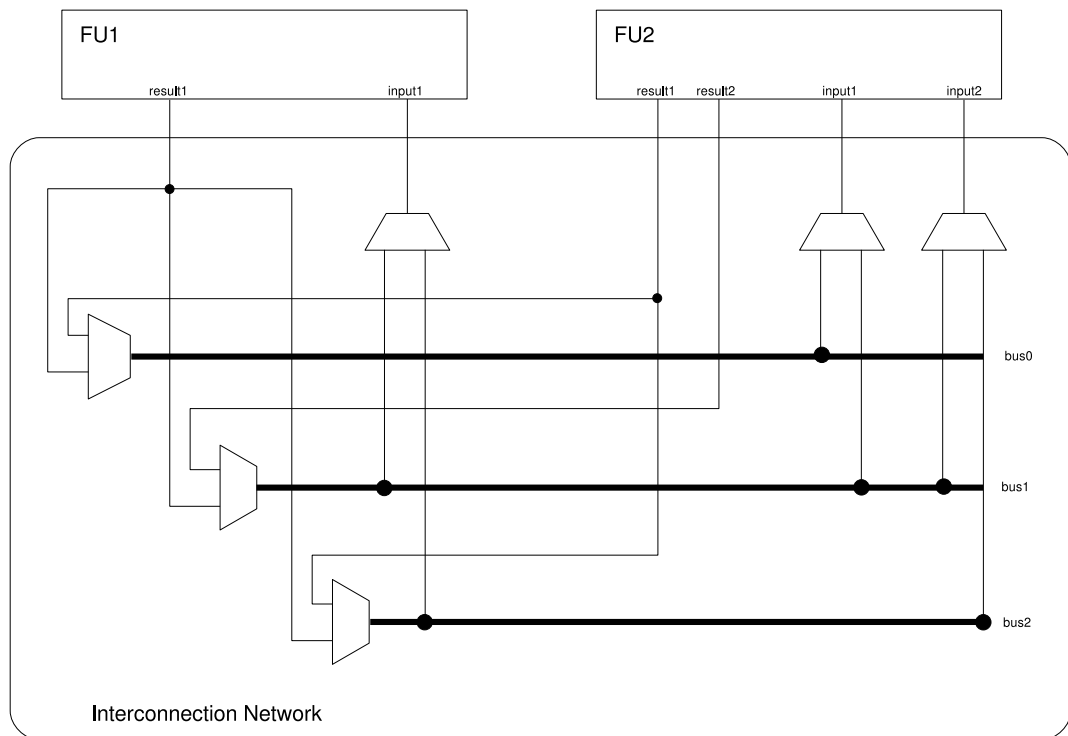 FU1
FU2
result1
input1
result1
result2
input1
input2
bus0
bus1
bus2
Interconnection Network